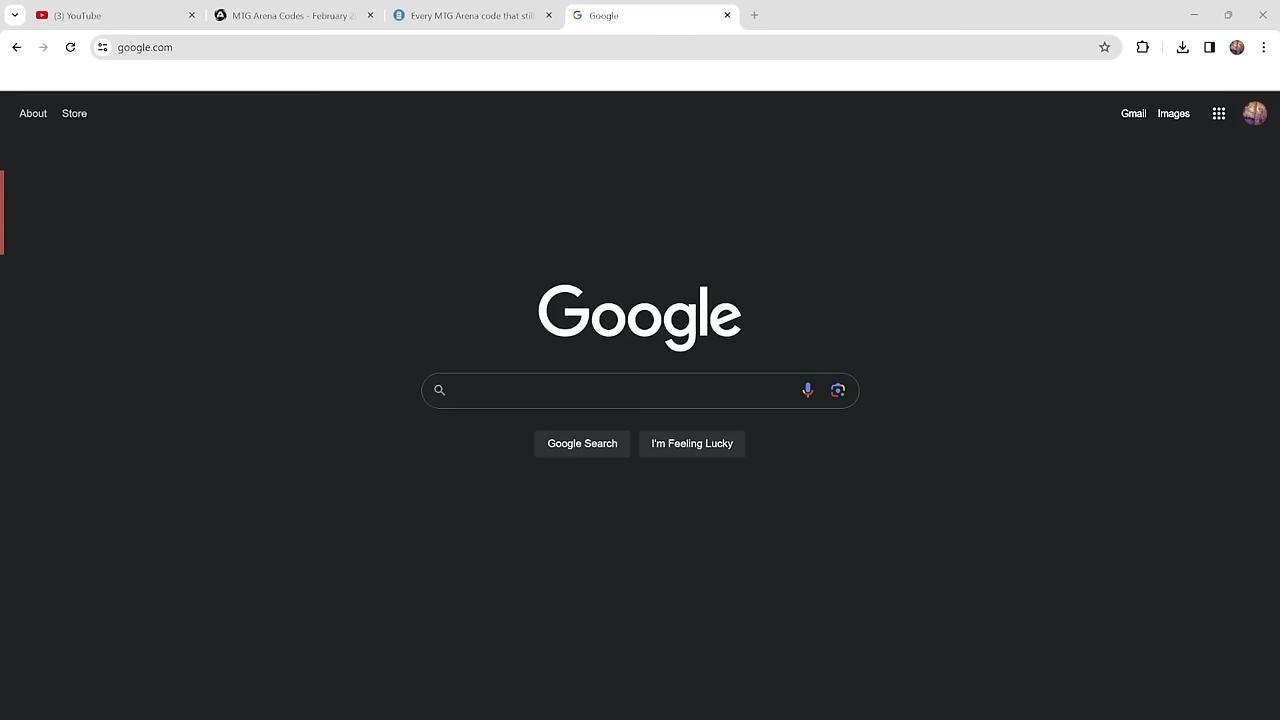 (3) YouTube
MTG Arena Codes - February 2
Every MTG Arena code that still
Google
google.com
About
Store
Gmail
Images
Google
Google Search
I'm Feeling Lucky